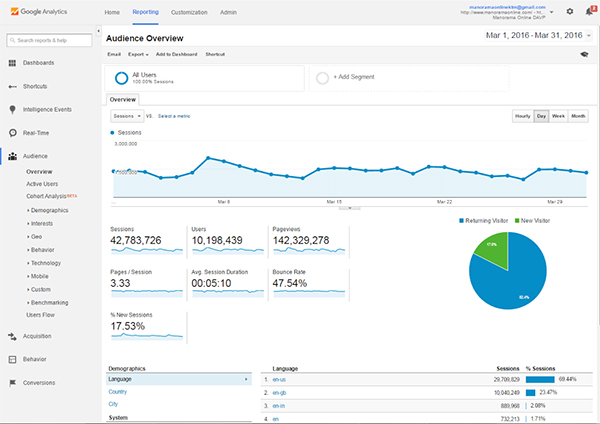 Google Analytics
Home Reporting Customization Admin
manoramaonlinektm@gmail.com
http://www.manoramaonline.com/ - ht...
Manorama Online DAVP
2
Search reports & help
Audience Overview
Mar 1, 2016 - Mar 31, 2016
Email Export Add to Dashboard Shortcut
Dashboards
Shortcuts
Intelligence Events
Real-Time
Audience
Overview
Active Users
Cohort Analysis BETA
Demographics
Interests
Geo
Behavior
Technology
Mobile
Custom
Benchmarking
Users Flow
Acquisition
Behavior
Conversions
All Users
100.00% Sessions
+ Add Segment
Overview
Sessions VS. Select a metric
Hourly Day Week Month
Sessions
3,000,000
... Mar 8 Mar 15 Mar 22 Mar 29
Sessions
42,783,726
Users
10,198,439
Pageviews
142,329,278
Pages / Session
3.33
Avg. Session Duration
00:05:10
Bounce Rate
47.54%
% New Sessions
17.53%
Returning Visitor New Visitor
Demographics
Language
Country
City
System
Language Sessions % Sessions
1. en-us 29,709,829 69.44%
2. en-gb 10,040,249 23.47%
3. en-in 889,968 2.08%
4. en 732,213 1.71%